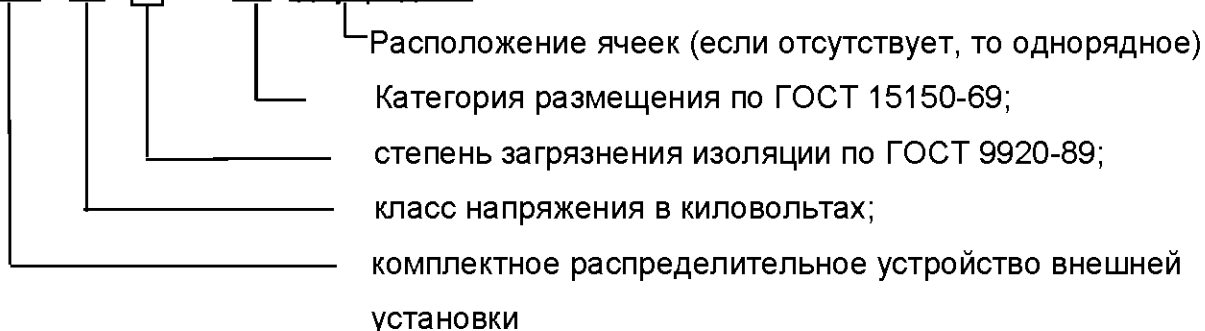 Расположение ячеек (если отсутствует, то однорядное)
Категория размещения по ГОСТ 15150-69;
степень загрязнения изоляции по ГОСТ 9920-89;
класс напряжения в киловольтах;
комплектное распределительное устройство внешней
установки